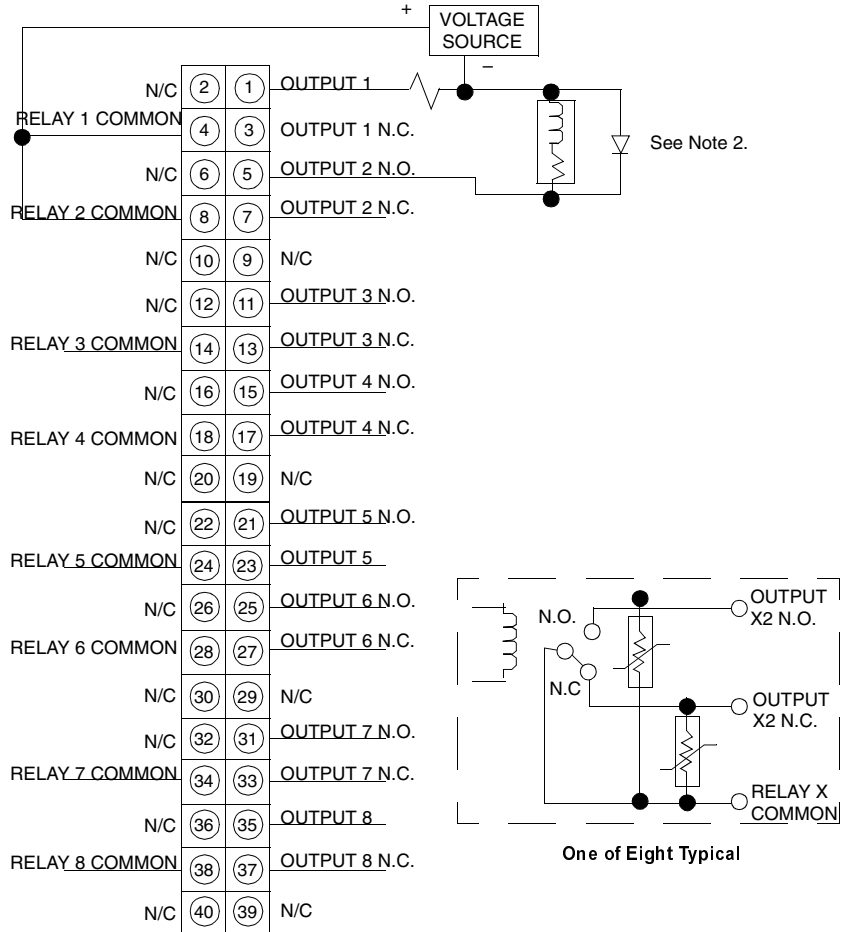 +
VOLTAGE
SOURCE
−
N/C 2 1 OUTPUT 1
RELAY 1 COMMON 4 3 OUTPUT 1 N.C.
N/C 6 5 OUTPUT 2 N.O.
RELAY 2 COMMON 8 7 OUTPUT 2 N.C.
N/C 10 9 N/C
N/C 12 11 OUTPUT 3 N.O.
RELAY 3 COMMON 14 13 OUTPUT 3 N.C.
N/C 16 15 OUTPUT 4 N.O.
RELAY 4 COMMON 18 17 OUTPUT 4 N.C.
N/C 20 19 N/C
N/C 22 21 OUTPUT 5 N.O.
RELAY 5 COMMON 24 23 OUTPUT 5
N/C 26 25 OUTPUT 6 N.O.
RELAY 6 COMMON 28 27 OUTPUT 6 N.C.
N/C 30 29 N/C
N/C 32 31 OUTPUT 7 N.O.
RELAY 7 COMMON 34 33 OUTPUT 7 N.C.
N/C 36 35 OUTPUT 8
RELAY 8 COMMON 38 37 OUTPUT 8 N.C.
N/C 40 39 N/C
See Note 2.
N.O.
N.C
OUTPUT
X2 N.O.
OUTPUT
X2 N.C.
RELAY X
COMMON
One of Eight Typical